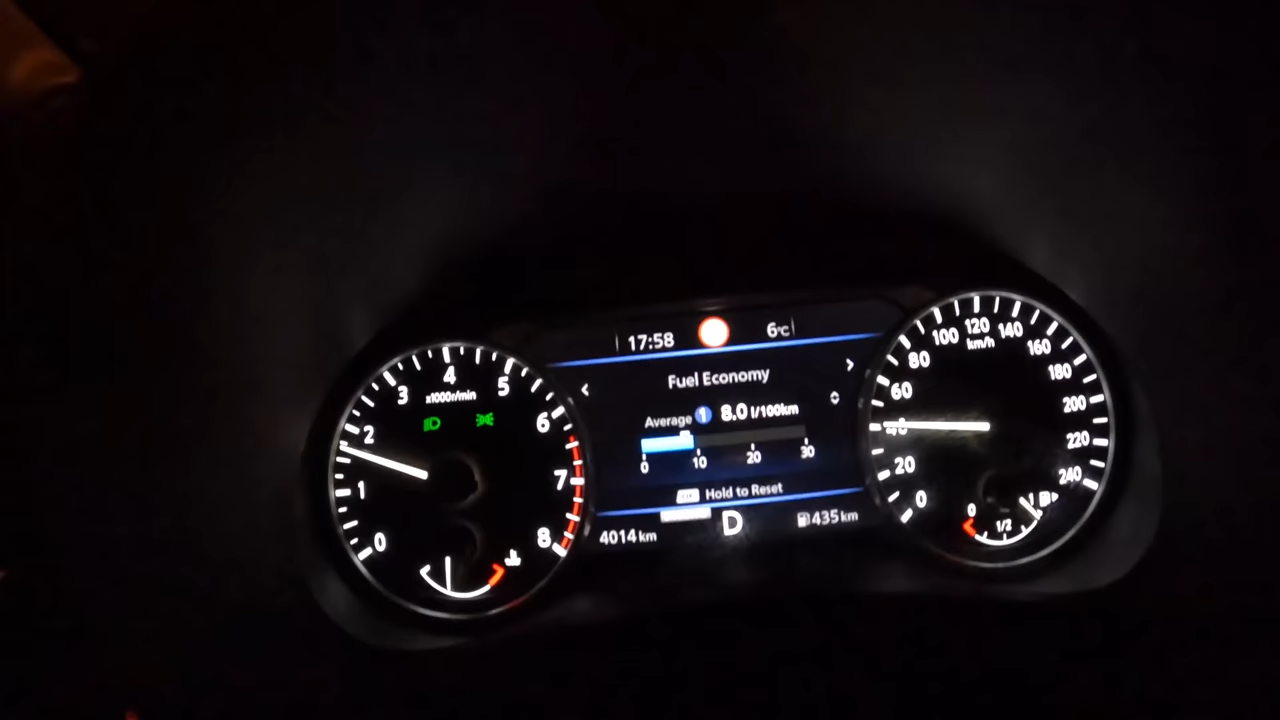 17:58
6°C
Fuel Economy
Average 1 8.0 l/100km
0 10 20 30
Hold to Reset
4014 km
D
435 km
0
1
2
3
4
5
6
7
8
x1000r/min
0
20
40
60
80
100
120
140
160
180
200
220
240
km/h
0
1/2
1